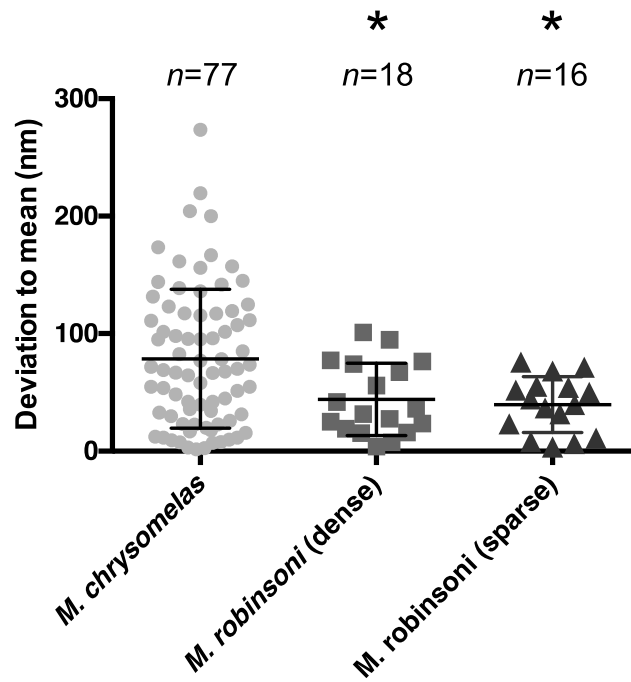 * *
n=77 n=18 n=16
300
200
100
0
Deviation to mean (nm)
M. chrysomelas
M. robinsoni (dense)
M. robinsoni (sparse)